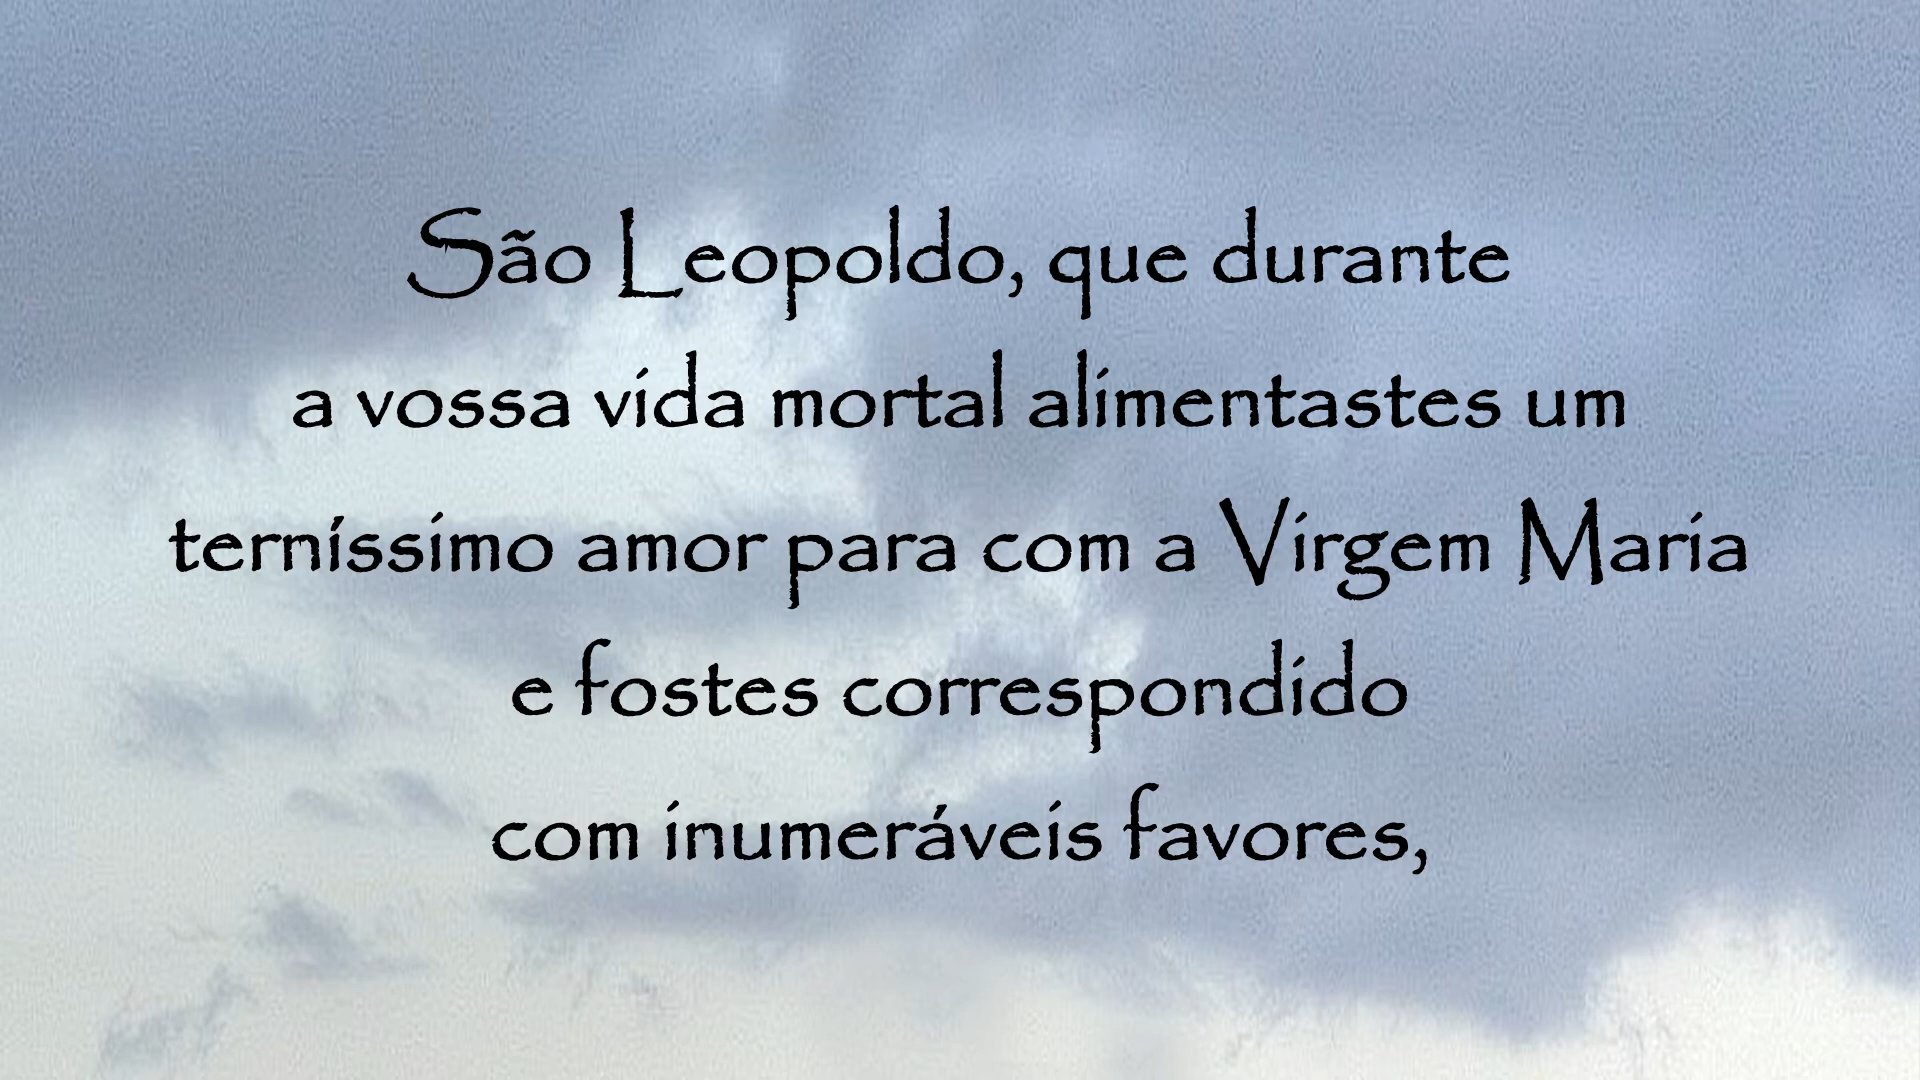 São Leopoldo, que durante
a vossa vida mortal alimentastes um
terníssimo amor para com a Virgem Maria
e fostes correspondido
com inumeráveis favores,